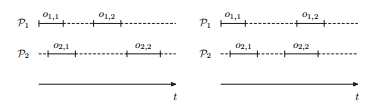 o₁,₁ o₁,₂ o₁,₁ o₁,₂
𝒫₁ 𝒫₁
o₂,₁ o₂,₂ o₂,₁ o₂,₂
𝒫₂ 𝒫₂
t t